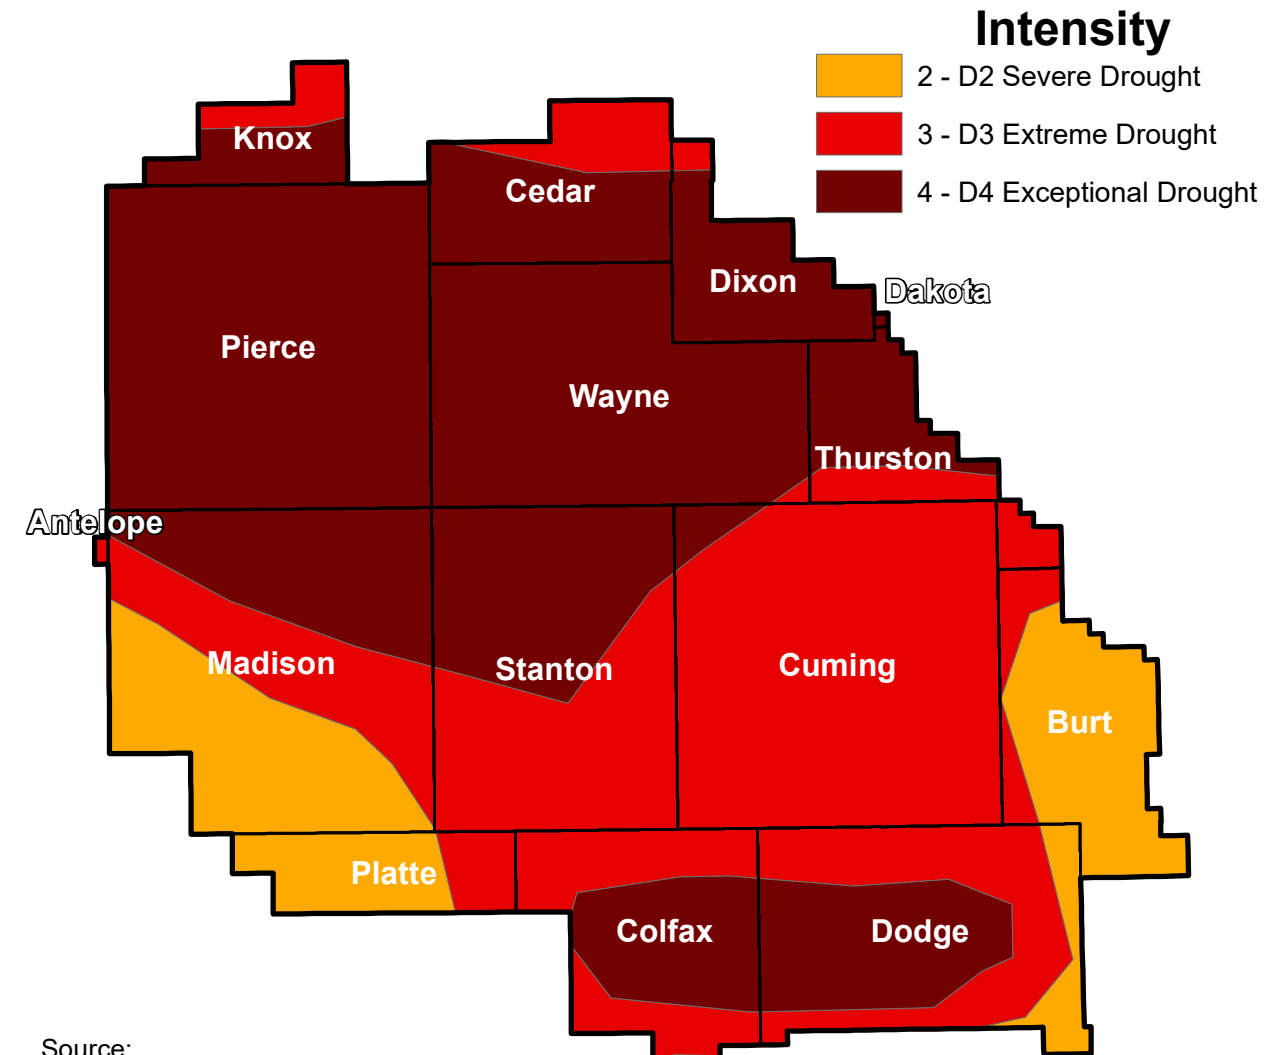 Intensity
2 - D2 Severe Drought
3 - D3 Extreme Drought
4 - D4 Exceptional Drought
Knox
Cedar
Dixon
Dakota
Pierce
Wayne
Thurston
Antelope
Madison
Stanton
Cuming
Burt
Platte
Colfax
Dodge
Source: